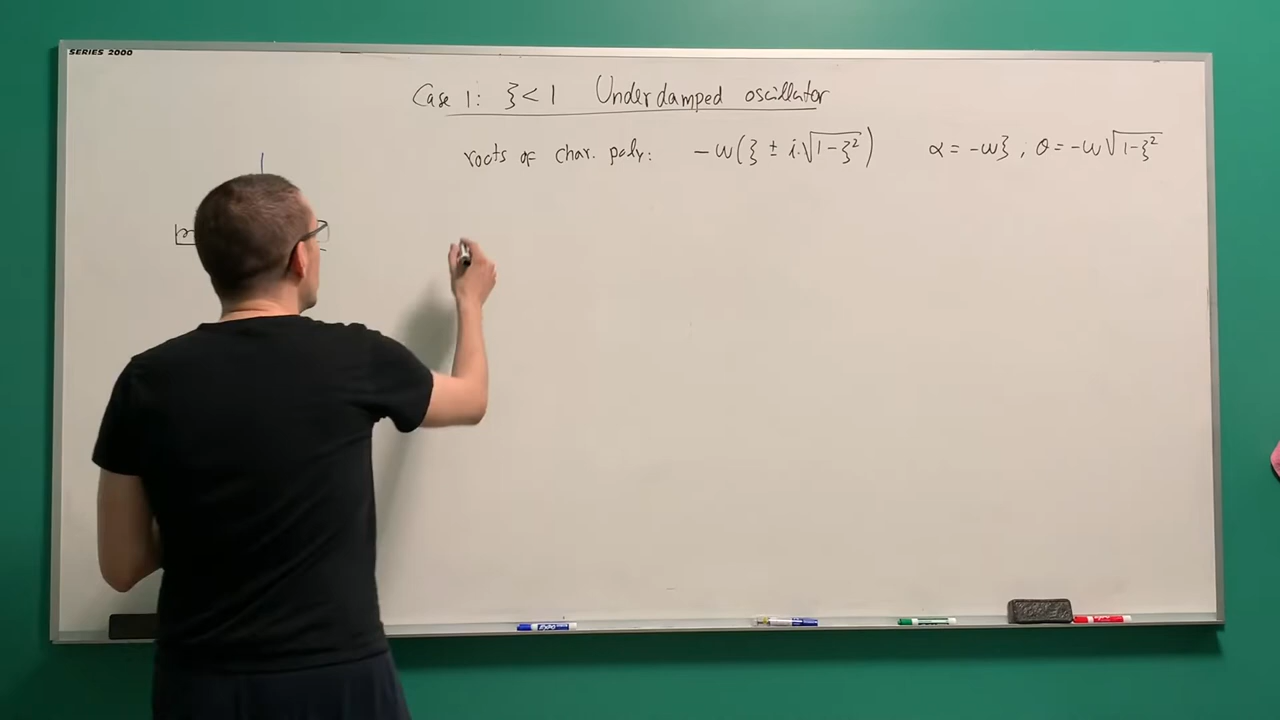 SERIES 2000
Case 1: ξ < 1 Underdamped oscillator
roots of char. poly: -ω(ξ ± i.√1-ξ²) α = -ωξ, θ = -ω√1-ξ²
m